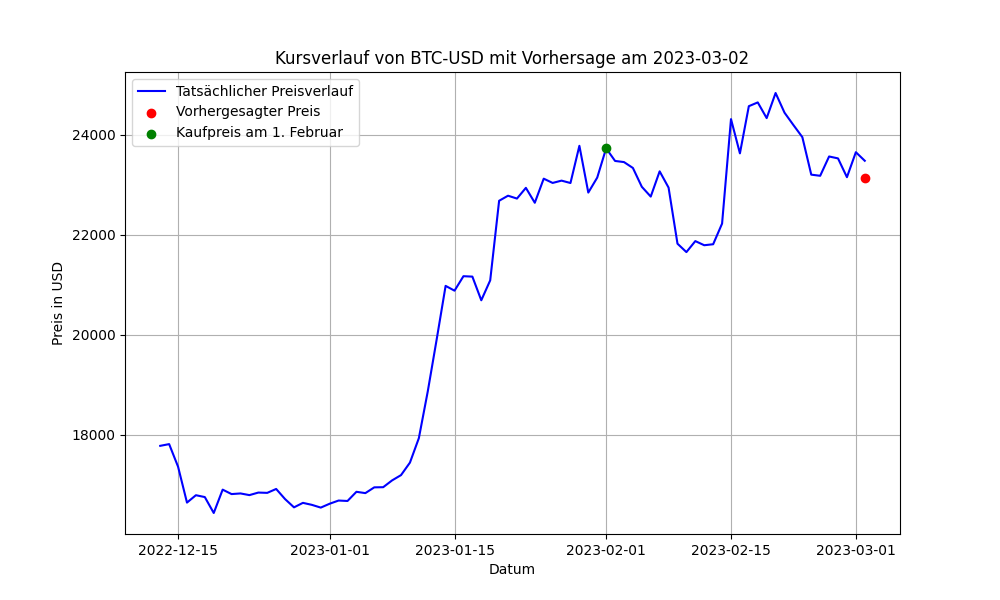 Kursverlauf von BTC-USD mit Vorhersage am 2023-03-02
Tatsächlicher Preisverlauf
Vorhergesagter Preis
Kaufpreis am 1. Februar
24000
22000
20000
18000
Preis in USD
2022-12-15
2023-01-01
2023-01-15
2023-02-01
2023-02-15
2023-03-01
Datum